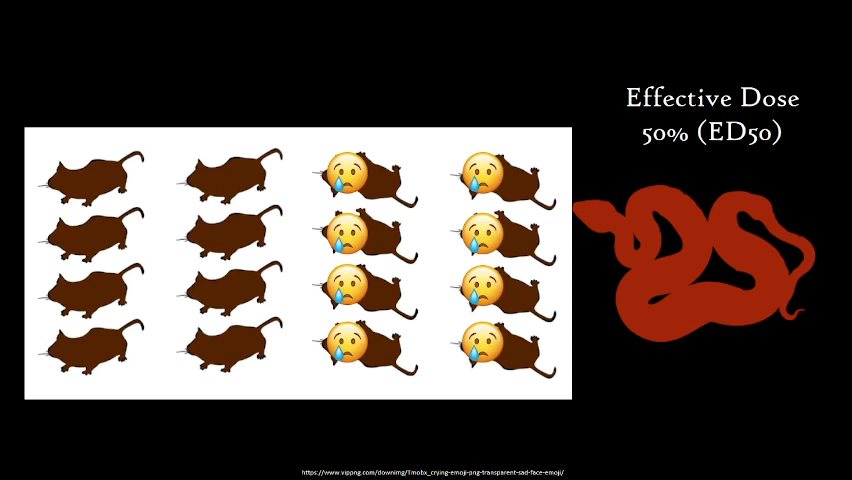 Effective Dose
50% (ED50)
https://www.vippng.com/downimg/Tmobx_crying-emoji-png-transparent-sad-face-emoji/